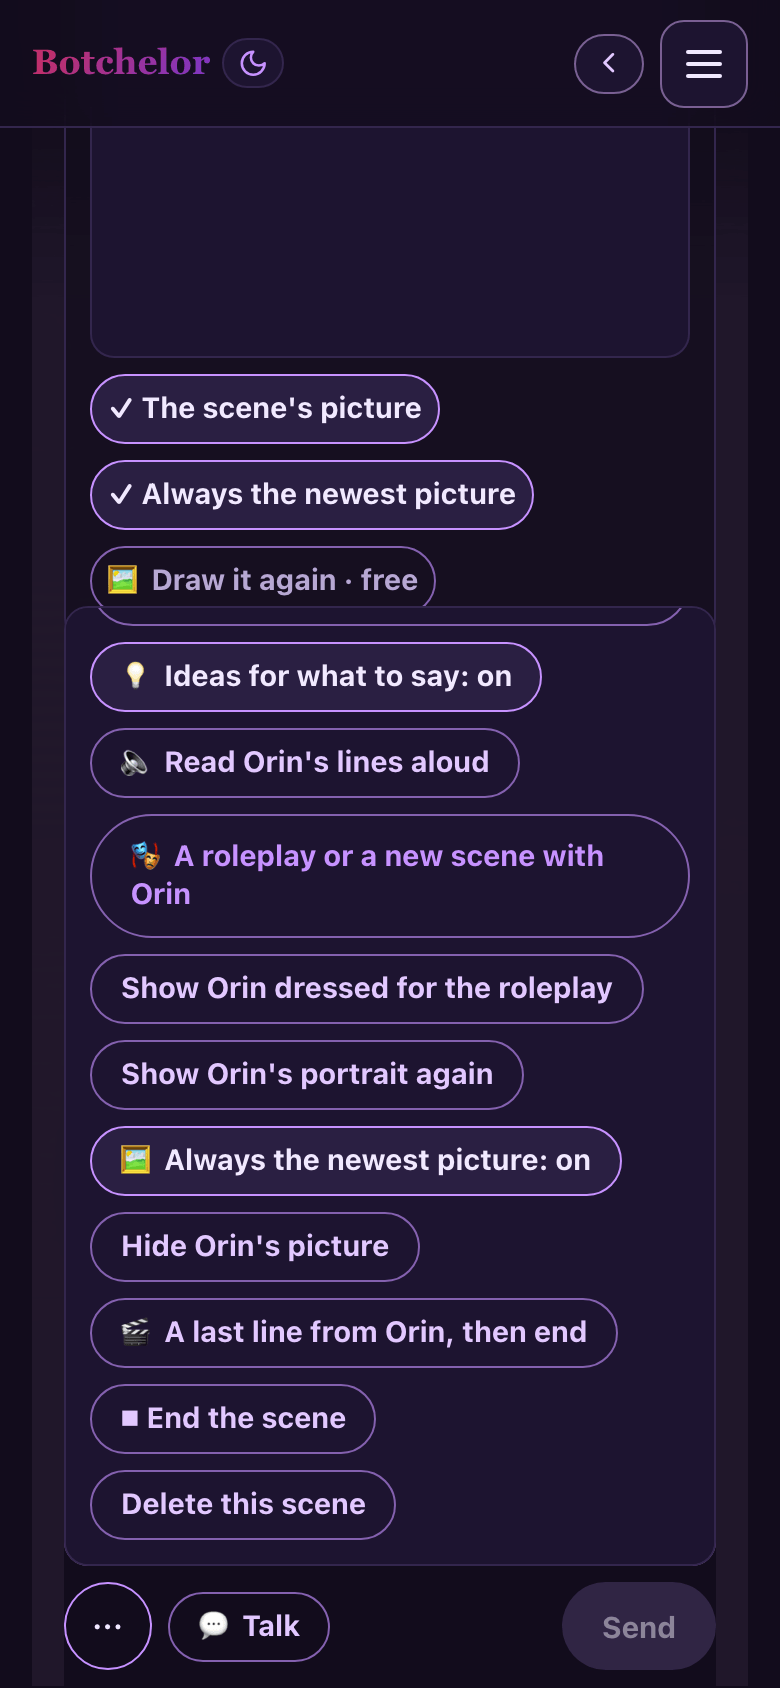 Botchelor
✓ The scene's picture
✓ Always the newest picture
🖼️ Draw it again · free
💡 Ideas for what to say: on
🔈 Read Orin's lines aloud
🎭 A roleplay or a new scene with
Orin
Show Orin dressed for the roleplay
Show Orin's portrait again
🖼️ Always the newest picture: on
Hide Orin's picture
🎬 A last line from Orin, then end
■ End the scene
Delete this scene
... 💬 Talk Send